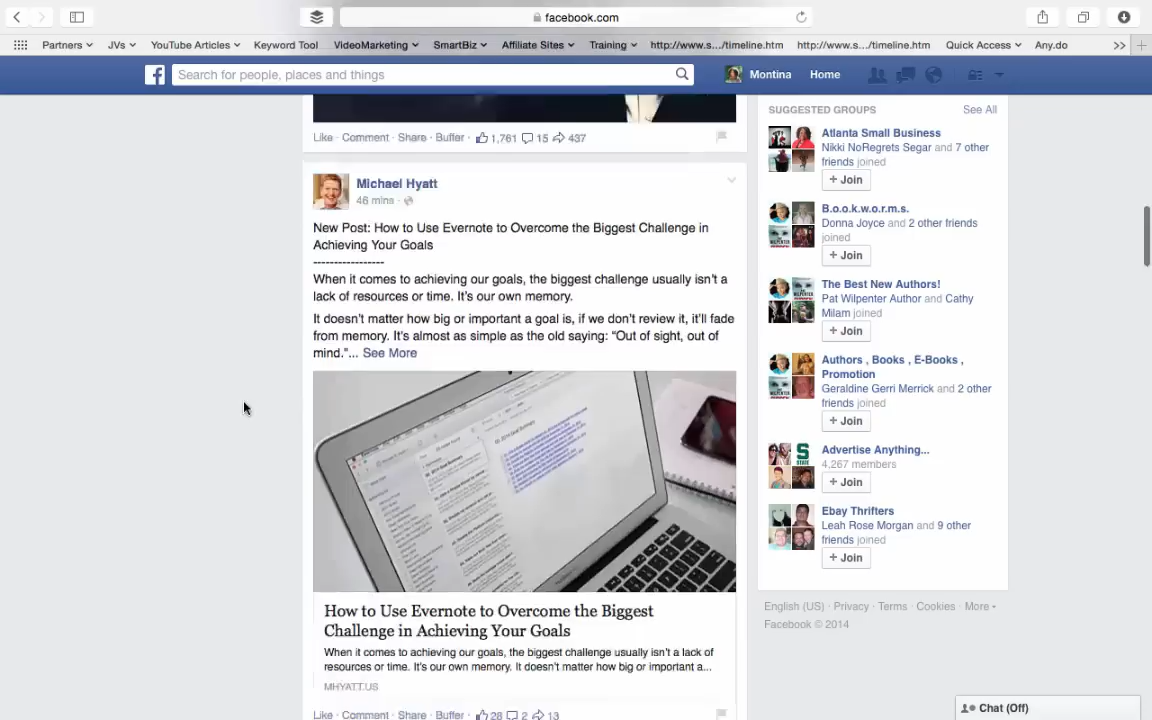 facebook.com
Partners JVs YouTube Articles Keyword Tool VideoMarketing SmartBiz Affiliate Sites Training http://www.s.../timeline.htm http://www.s.../timeline.htm Quick Access Any.do
Search for people, places and things
Montina Home
Like · Comment · Share · Buffer · 1,761 15 437
Michael Hyatt
46 mins ·
New Post: How to Use Evernote to Overcome the Biggest Challenge in
Achieving Your Goals
----------------
When it comes to achieving our goals, the biggest challenge usually isn’t a
lack of resources or time. It’s our own memory.
It doesn’t matter how big or important a goal is, if we don’t review it, it’ll fade
from memory. It’s almost as simple as the old saying: “Out of sight, out of
mind.”... See More
How to Use Evernote to Overcome the Biggest
Challenge in Achieving Your Goals
When it comes to achieving our goals, the biggest challenge usually isn’t a lack of
resources or time. It’s our own memory. It doesn’t matter how big or important a...
MHYATT.US
Like · Comment · Share · Buffer · 28 2 13
SUGGESTED GROUPS See All
Atlanta Small Business
Nikki NoRegrets Segar and 7 other
friends joined
+ Join
B.o.o.k.w.o.r.m.s.
Donna Joyce and 2 other friends
joined
+ Join
The Best New Authors!
Pat Wilpenter Author and Cathy
Milam joined
+ Join
Authors , Books , E-Books ,
Promotion
Geraldine Gerri Merrick and 2 other
friends joined
+ Join
Advertise Anything...
4,267 members
+ Join
Ebay Thrifters
Leah Rose Morgan and 9 other
friends joined
+ Join
English (US) · Privacy · Terms · Cookies · More
Facebook © 2014
Chat (Off)